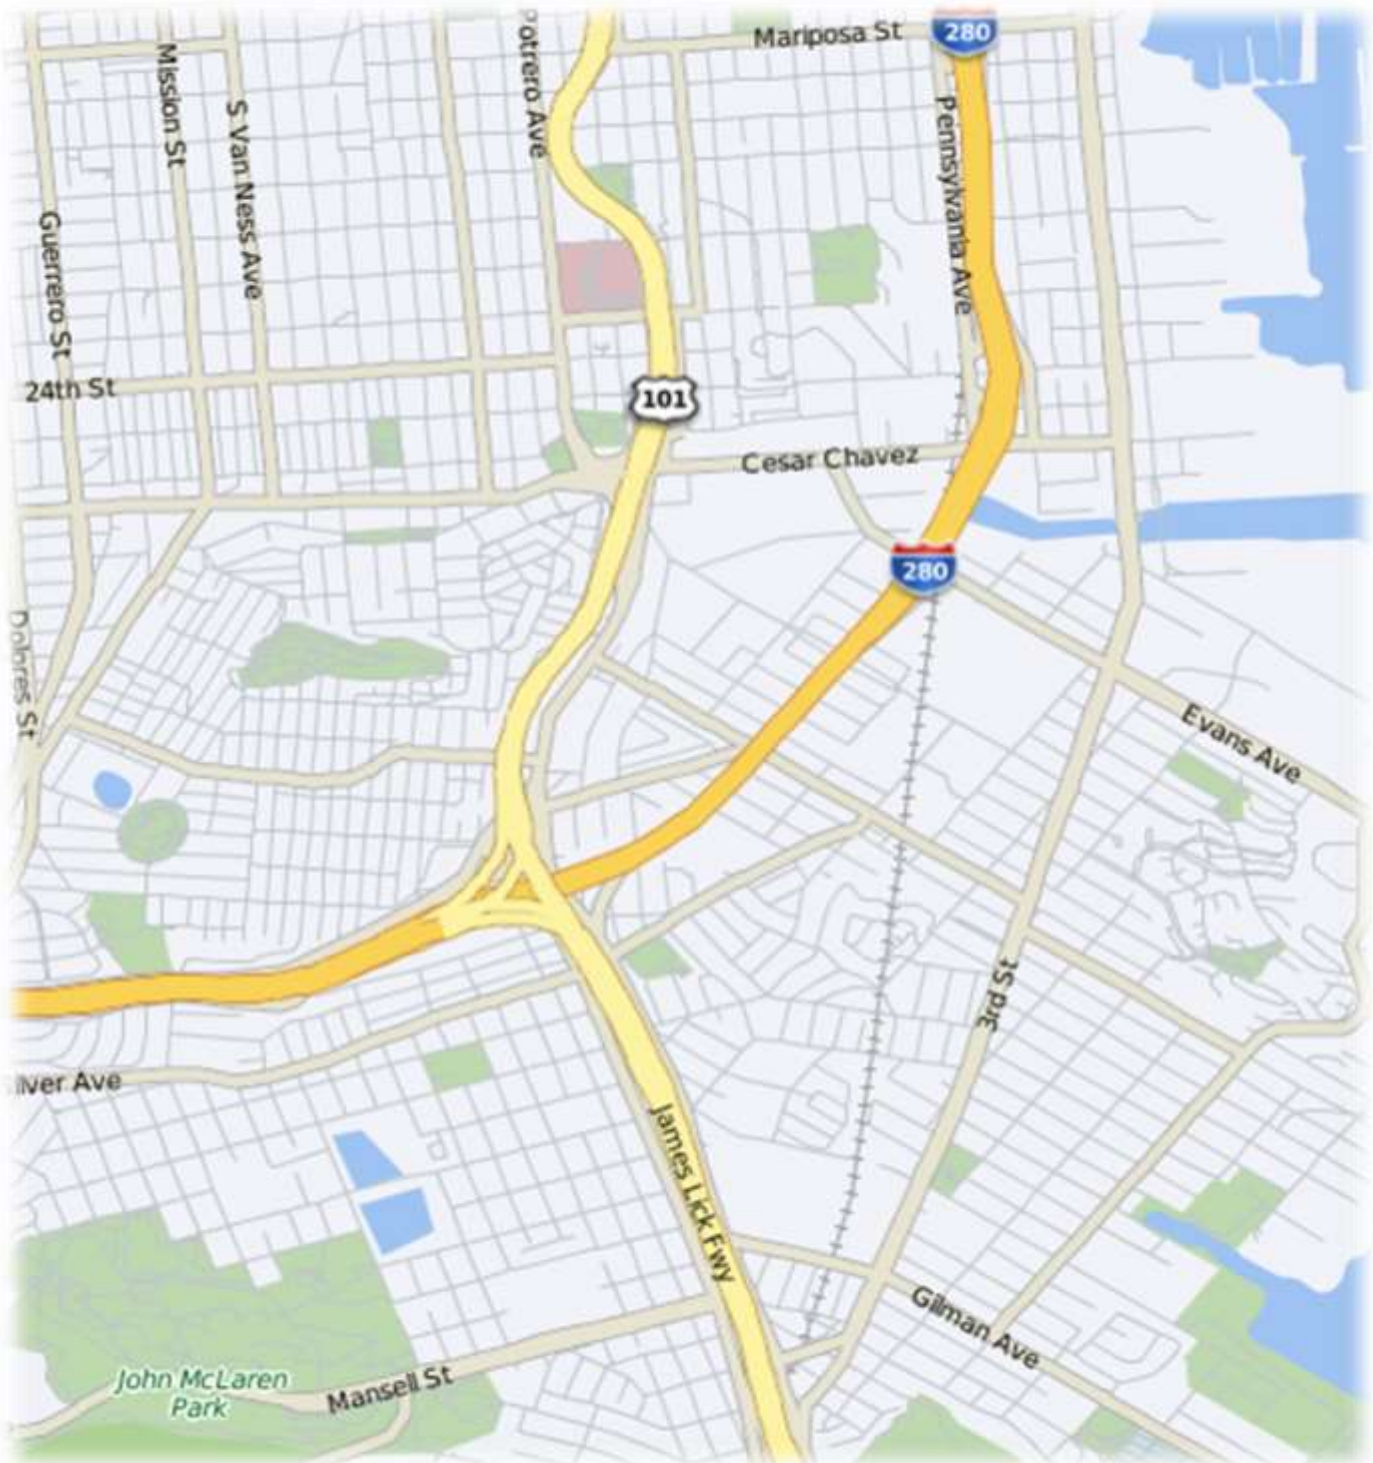 Mariposa St
280
Mission St
S Van Ness Ave
Potrero Ave
Pennsylvania Ave
Guerrero St
24th St
101
Cesar Chavez
280
Dolores St
Evans Ave
3rd St
Silver Ave
James Lick Fwy
Gilman Ave
John McLaren
Park
Mansell St